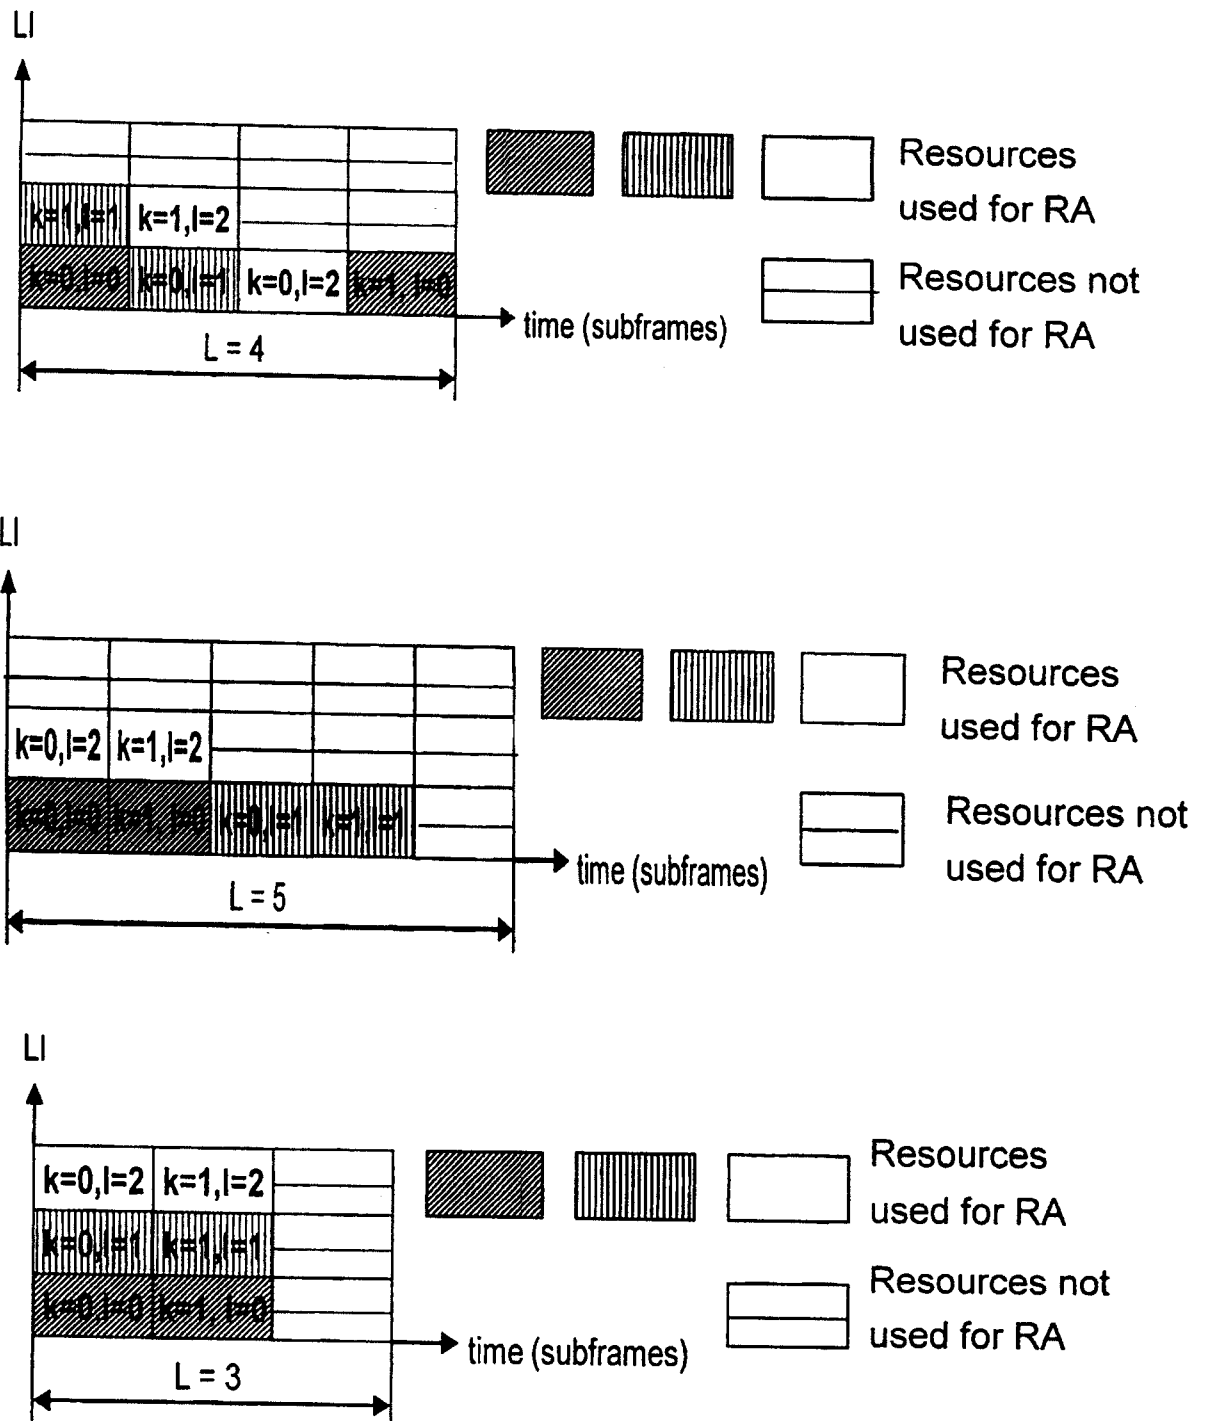 LI
k=1,l=1 k=1,l=2
k=0,l=0 k=0,l=1 k=0,l=2 k=1, l=0
time (subframes)
L = 4
Resources
used for RA
Resources not
used for RA
LI
k=0,l=2 k=1,l=2
k=0,l=0 k=1, l=0 k=0,l=1 k=1,l=1
time (subframes)
L = 5
Resources
used for RA
Resources not
used for RA
LI
k=0,l=2 k=1,l=2
k=0,l=1 k=1,l=1
k=0,l=0 k=1, l=0
time (subframes)
L = 3
Resources
used for RA
Resources not
used for RA